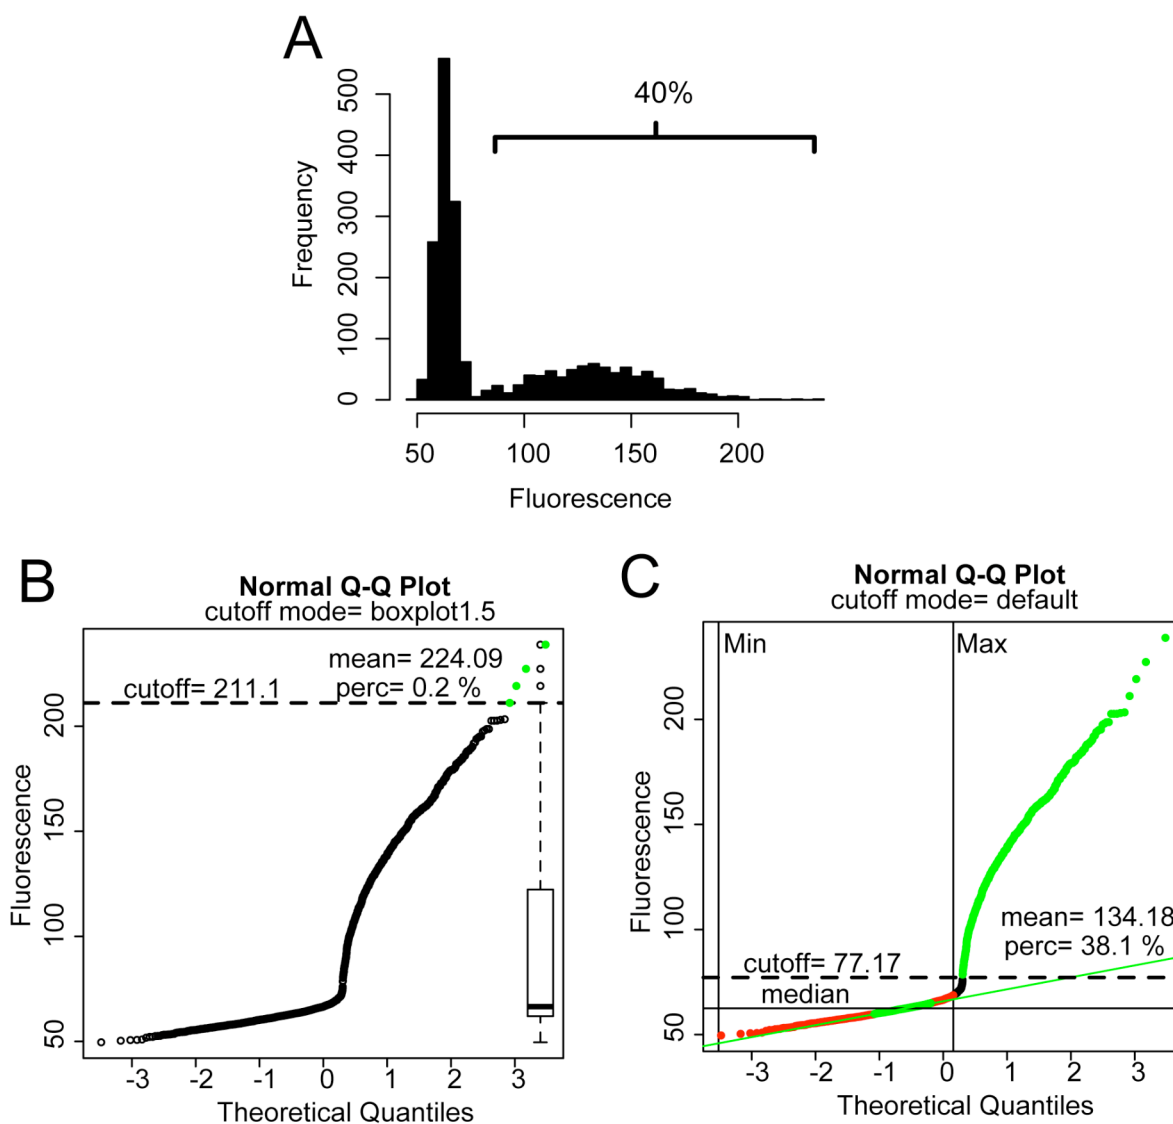 A
40%
Frequency
0
100
200
300
400
500
50
100
150
200
Fluorescence
B
Normal Q-Q Plot
cutoff mode= boxplot1.5
mean= 224.09
perc= 0.2 %
cutoff= 211.1
Fluorescence
50
100
150
200
-3
-2
-1
0
1
2
3
Theoretical Quantiles
C
Normal Q-Q Plot
cutoff mode= default
Min
Max
mean= 134.18
perc= 38.1 %
cutoff= 77.17
median
Fluorescence
50
100
150
200
-3
-2
-1
0
1
2
3
Theoretical Quantiles